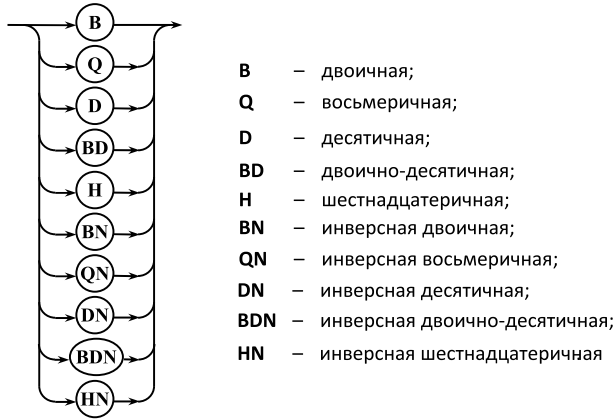 B
Q
D
BD
H
BN
QN
DN
BDN
HN
B – двоичная;
Q – восьмеричная;
D – десятичная;
BD – двоично-десятичная;
H – шестнадцатеричная;
BN – инверсная двоичная;
QN – инверсная восьмеричная;
DN – инверсная десятичная;
BDN – инверсная двоично-десятичная;
HN – инверсная шестнадцатеричная